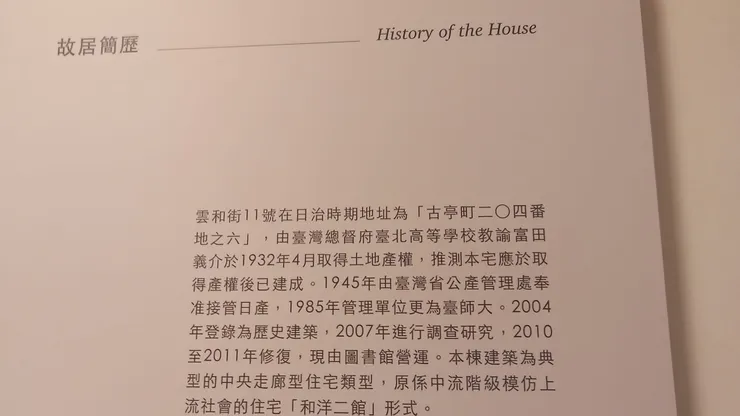 故居簡歷
History of the House
雲和街11號在日治時期地址為「古亭町二〇四番
地之六」，由臺灣總督府臺北高等學校教諭富田
義介於1932年4月取得土地產權，推測本宅應於取
得產權後已建成。1945年由臺灣省公產管理處奉
准接管日產，1985年管理單位更為臺師大。2004
年登錄為歷史建築，2007年進行調查研究，2010
至2011年修復，現由圖書館營運。本棟建築為典
型的中央走廊型住宅類型，原係中流階級模仿上
流社會的住宅「和洋二館」形式。